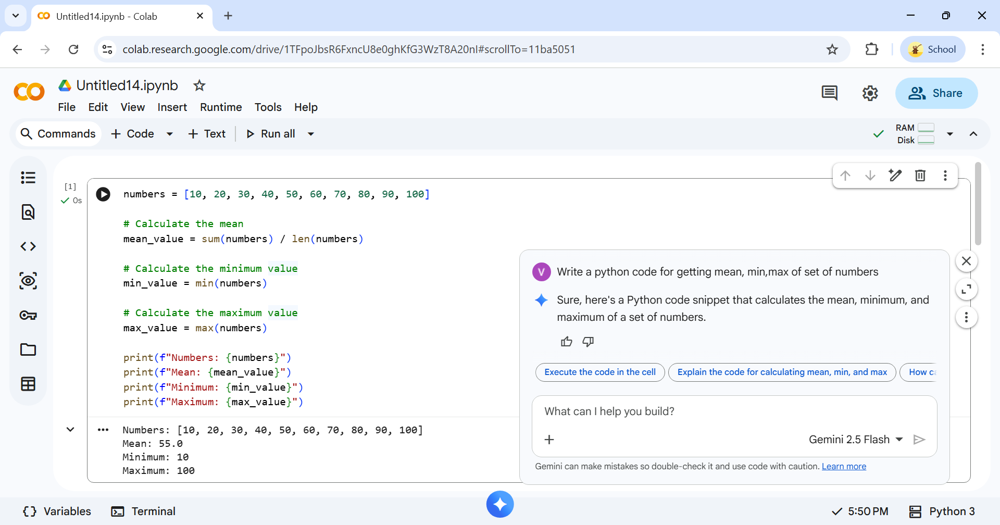 Untitled14.ipynb - Colab
colab.research.google.com/drive/1TFpoJbsR6FxncU8e0ghKfG3WzT8A20nI#scrollTo=11ba5051
School
Untitled14.ipynb
File Edit View Insert Runtime Tools Help
Share
Commands + Code + Text Run all
RAM
Disk
[1]
0s
numbers = [10, 20, 30, 40, 50, 60, 70, 80, 90, 100]
# Calculate the mean
mean_value = sum(numbers) / len(numbers)
# Calculate the minimum value
min_value = min(numbers)
# Calculate the maximum value
max_value = max(numbers)
print(f"Numbers: {numbers}")
print(f"Mean: {mean_value}")
print(f"Minimum: {min_value}")
print(f"Maximum: {max_value}")
Numbers: [10, 20, 30, 40, 50, 60, 70, 80, 90, 100]
Mean: 55.0
Minimum: 10
Maximum: 100
V
Write a python code for getting mean, min,max of set of numbers
Sure, here's a Python code snippet that calculates the mean, minimum, and
maximum of a set of numbers.
Execute the code in the cell
Explain the code for calculating mean, min, and max
How
What can I help you build?
Gemini 2.5 Flash
Gemini can make mistakes so double-check it and use code with caution. Learn more
Variables
Terminal
5:50 PM
Python 3